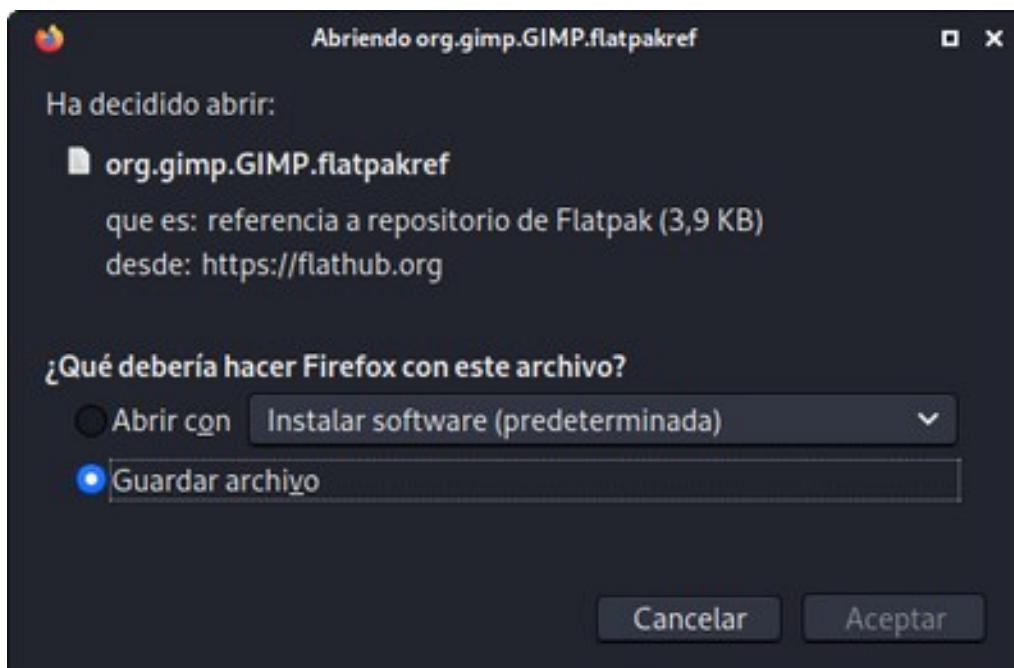 Abriendo org.gimp.GIMP.flatpakref
Ha decidido abrir:
org.gimp.GIMP.flatpakref
que es: referencia a repositorio de Flatpak (3,9 KB)
desde: https://flathub.org
¿Qué debería hacer Firefox con este archivo?
Abrir con Instalar software (predeterminada)
Guardar archivo
Cancelar Aceptar